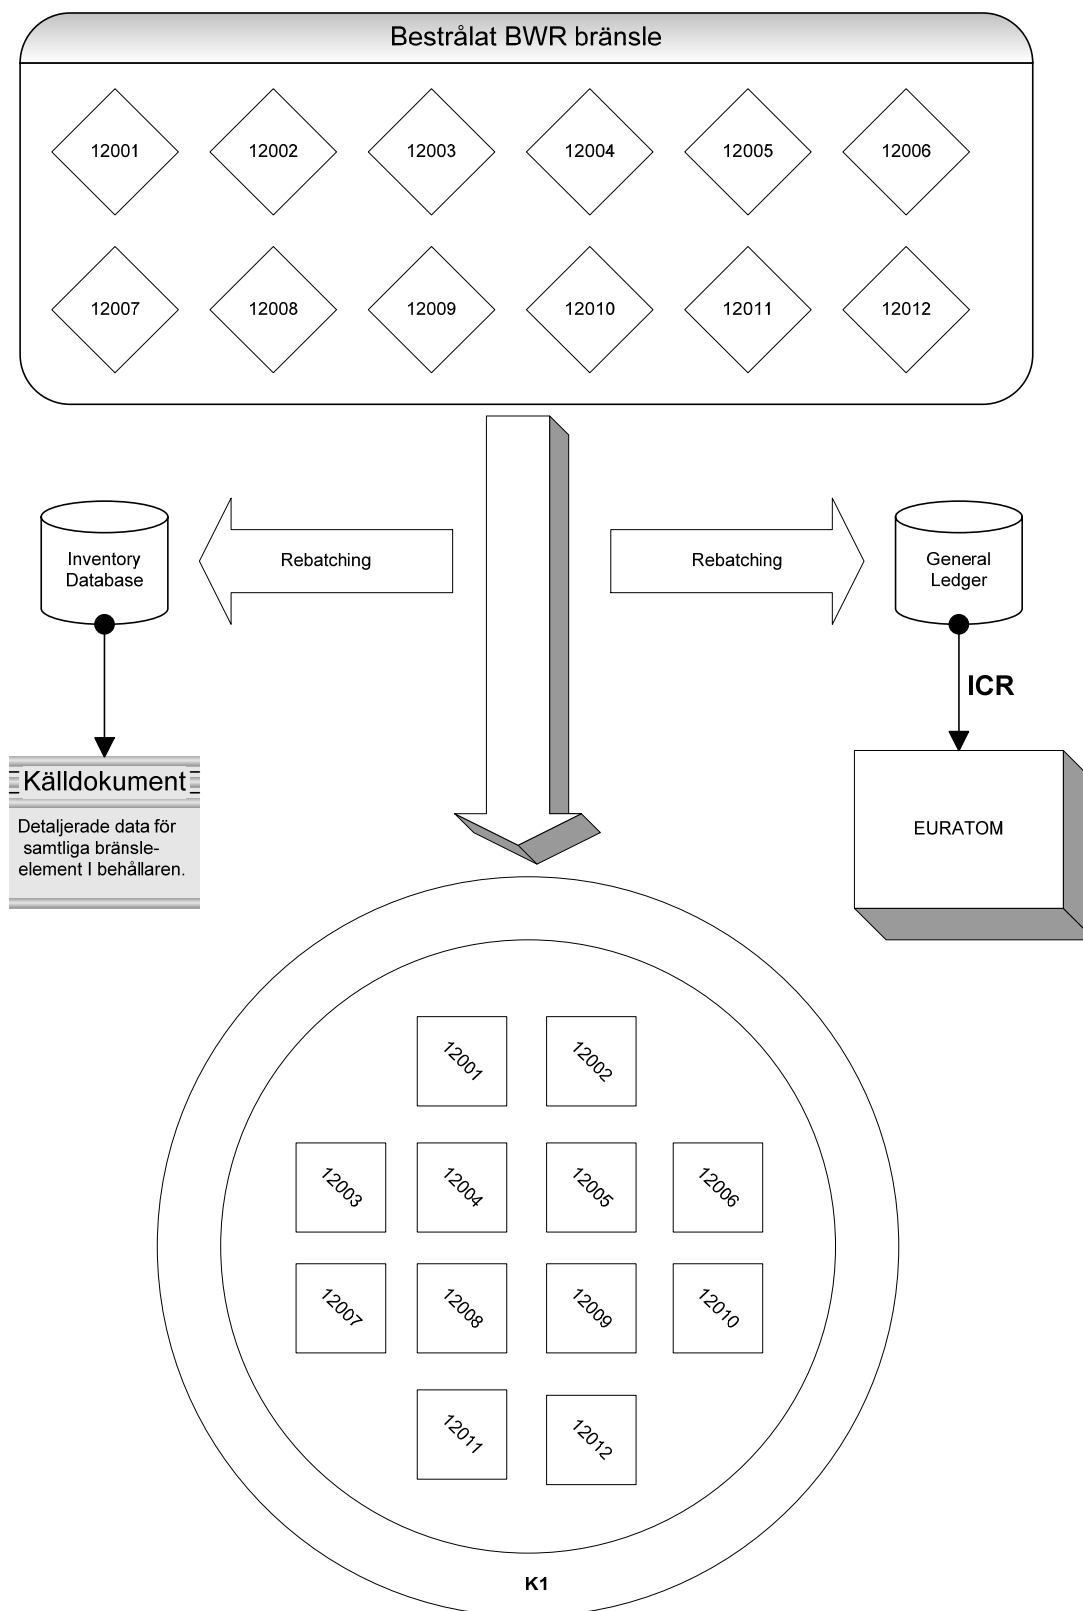 Bestrålat BWR bränsle
12001 12002 12003 12004 12005 12006
12007 12008 12009 12010 12011 12012
Inventory
Database
Rebatching
Rebatching
General
Ledger
ICR
Källdokument
Detaljerade data för
samtliga bränsle-
element I behållaren.
EURATOM
12001 12002
12003 12004 12005 12006
12007 12008 12009 12010
12011 12012
K1